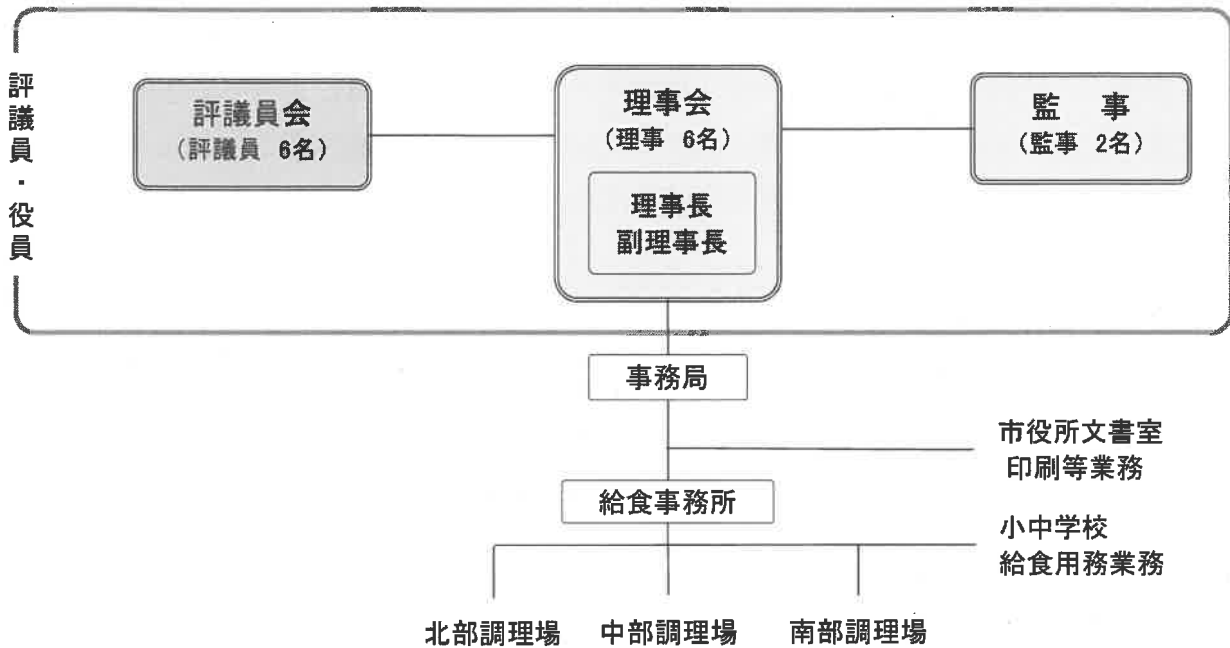 評議員・役員
評議員会
(評議員 6名)
理事会
(理事 6名)
理事長
副理事長
監 事
(監事 2名)
事務局
市役所文書室
印刷等業務
給食事務所
小中学校
給食用務業務
北部調理場 中部調理場 南部調理場